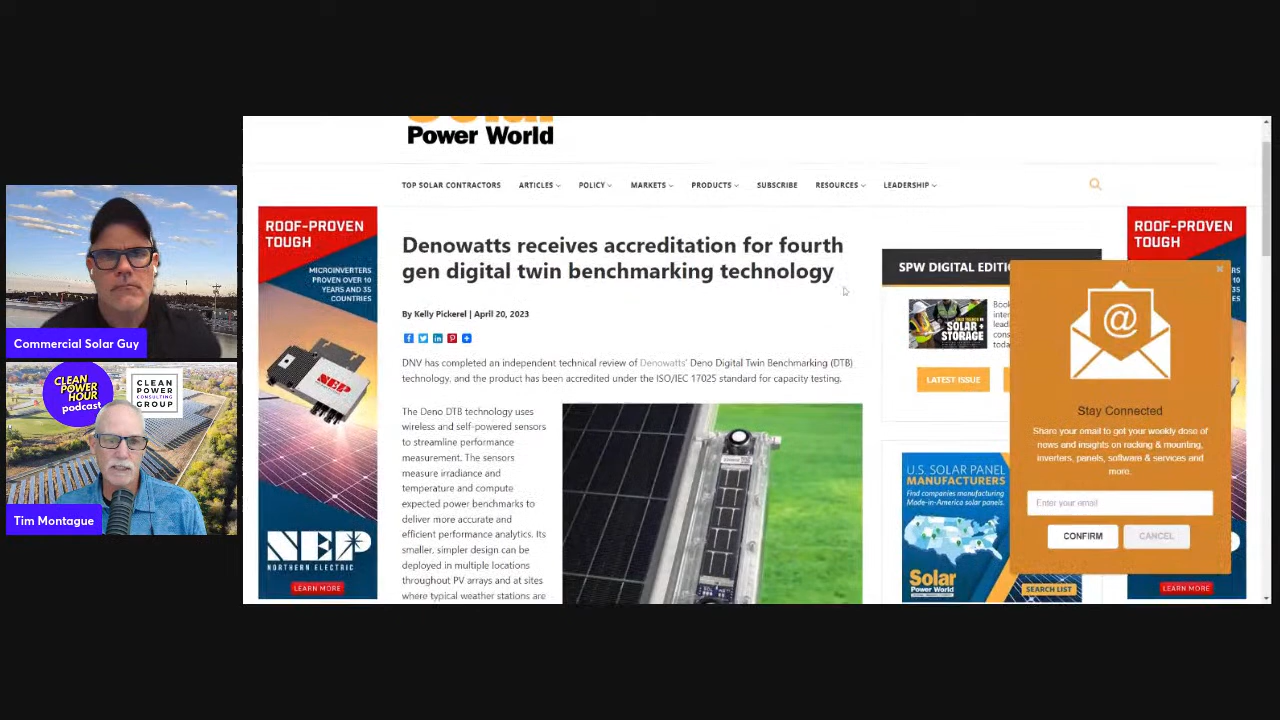 Commercial Solar Guy
CLEAN
POWER
HOUR
podcast
CLEAN
POWER
CONSULTING
GROUP
Tim Montague
Solar
Power World
TOP SOLAR CONTRACTORS
ARTICLES
POLICY
MARKETS
PRODUCTS
SUBSCRIBE
RESOURCES
LEADERSHIP
ROOF-PROVEN
TOUGH
MICROINVERTERS
PROVEN OVER 10
YEARS AND 35
COUNTRIES
NEP
NEP
NORTHERN ELECTRIC
LEARN MORE
Denowatts receives accreditation for fourth
gen digital twin benchmarking technology
By Kelly Pickerel | April 20, 2023
DNV has completed an independent technical review of Denowatts' Deno Digital Twin Benchmarking (DTB)
technology, and the product has been accredited under the ISO/IEC 17025 standard for capacity testing.
The Deno DTB technology uses
wireless and self-powered sensors
to streamline performance
measurement. The sensors
measure irradiance and
temperature and compute
expected power benchmarks to
deliver more accurate and
efficient performance analytics. Its
smaller, simpler design can be
deployed in multiple locations
throughout PV arrays and at sites
where typical weather stations are
SPW DIGITAL EDITI
SOLAR+
STORAGE
Book
inter
leadi
cons
toda
LATEST ISSUE
U.S. SOLAR PANEL
MANUFACTURERS
Find companies manufacturing
Made-in-America solar panels.
Solar
Power World
SEARCH LIST
Stay Connected
Share your email to get your weekly dose of
news and insights on racking & mounting,
inverters, panels, software & services and
more.
Enter your email
CONFIRM
CANCEL
ROOF-PROVEN
TOUGH
LEARN MORE